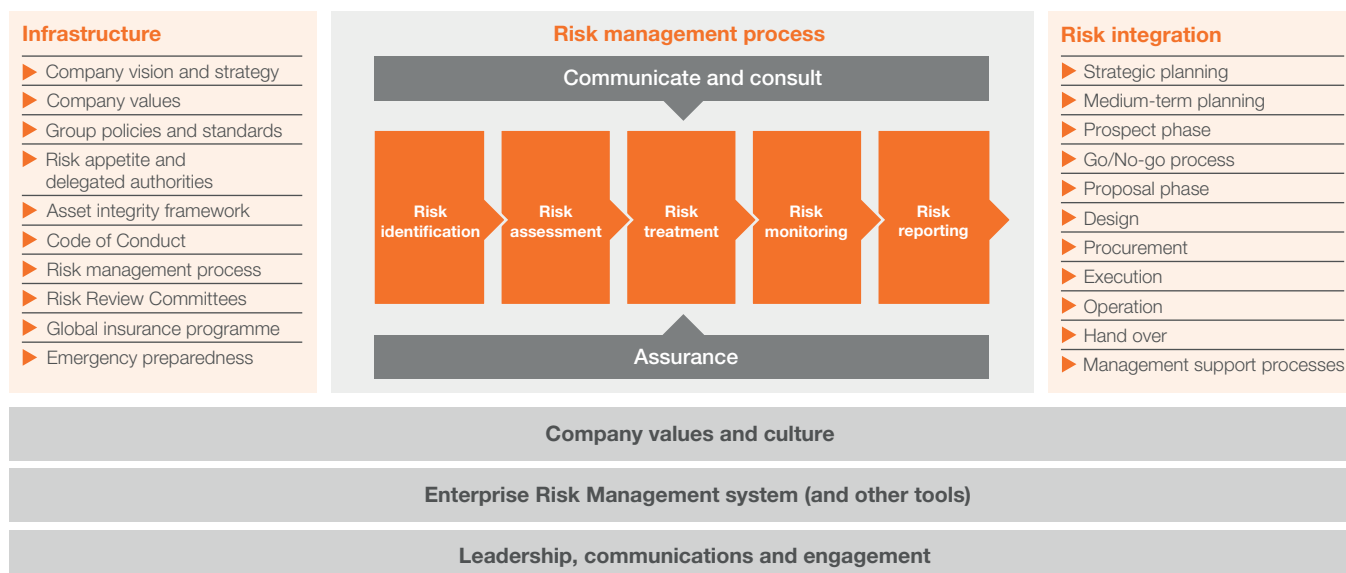 Infrastructure
Company vision and strategy
Company values
Group policies and standards
Risk appetite and
delegated authorities
Asset integrity framework
Code of Conduct
Risk management process
Risk Review Committees
Global insurance programme
Emergency preparedness
Risk management process
Communicate and consult
Risk
identification
Risk
assessment
Risk
treatment
Risk
monitoring
Risk
reporting
Assurance
Risk integration
Strategic planning
Medium-term planning
Prospect phase
Go/No-go process
Proposal phase
Design
Procurement
Execution
Operation
Hand over
Management support processes
Company values and culture
Enterprise Risk Management system (and other tools)
Leadership, communications and engagement